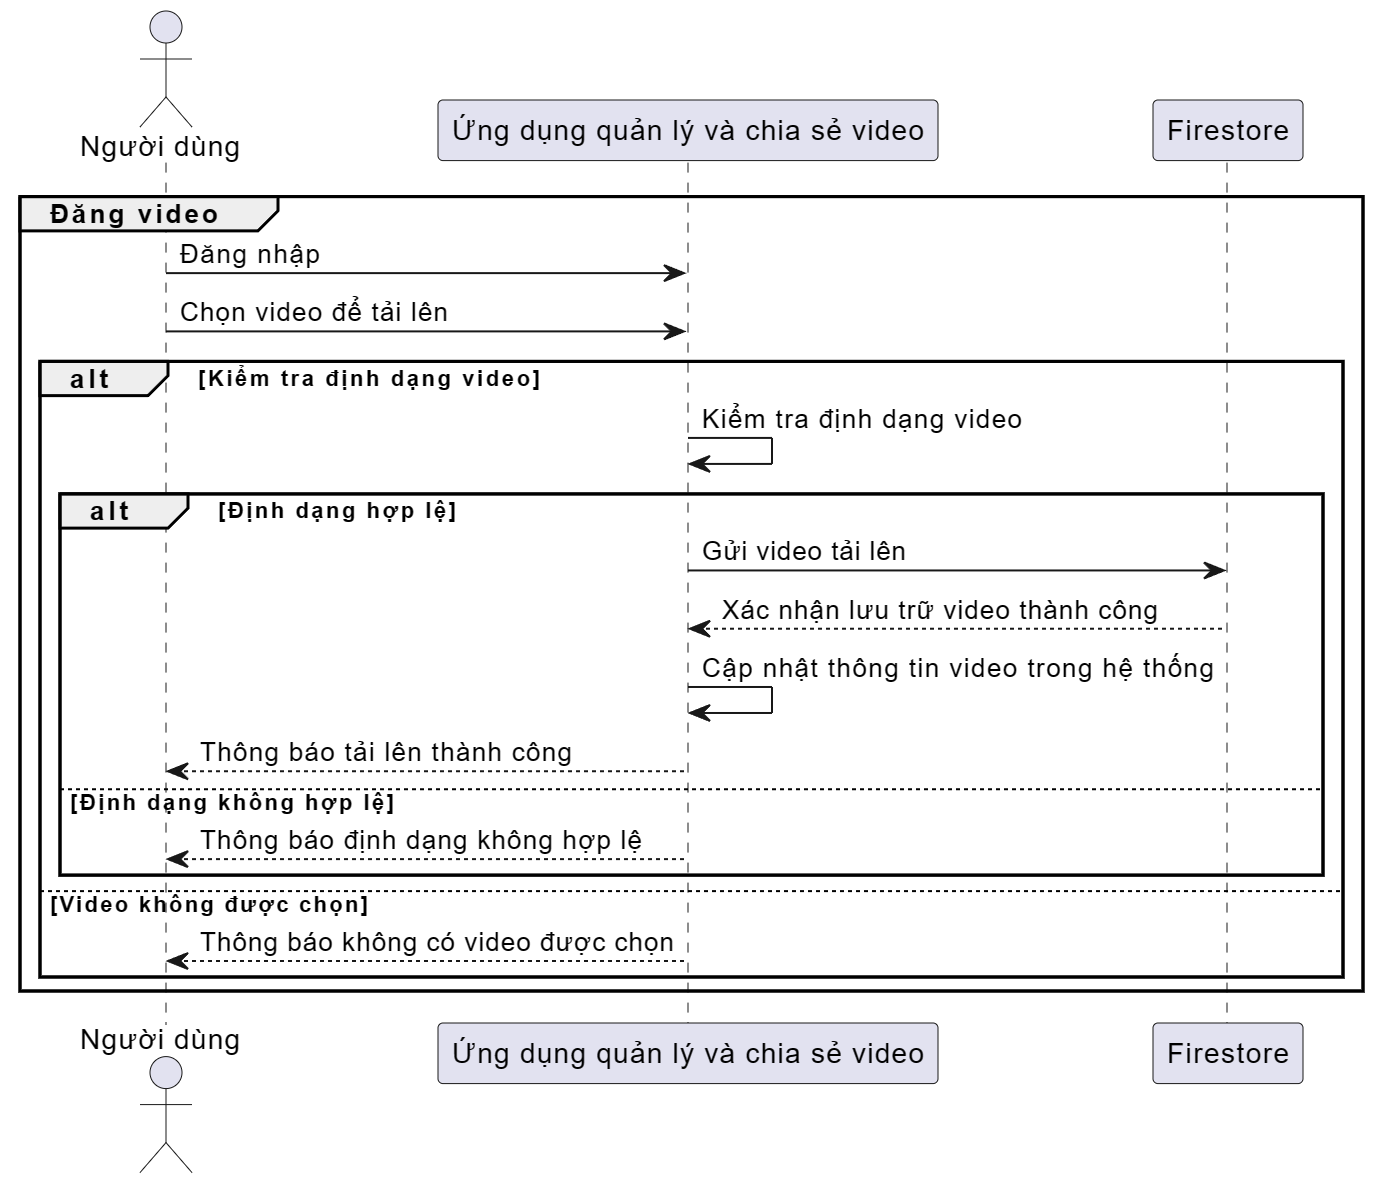 Người dùng
Ứng dụng quản lý và chia sẻ video
Firestore
Đăng video
Đăng nhập
Chọn video để tải lên
alt
[Kiểm tra định dạng video]
Kiểm tra định dạng video
alt
[Định dạng hợp lệ]
Gửi video tải lên
Xác nhận lưu trữ video thành công
Cập nhật thông tin video trong hệ thống
Thông báo tải lên thành công
[Định dạng không hợp lệ]
Thông báo định dạng không hợp lệ
[Video không được chọn]
Thông báo không có video được chọn
Người dùng
Ứng dụng quản lý và chia sẻ video
Firestore